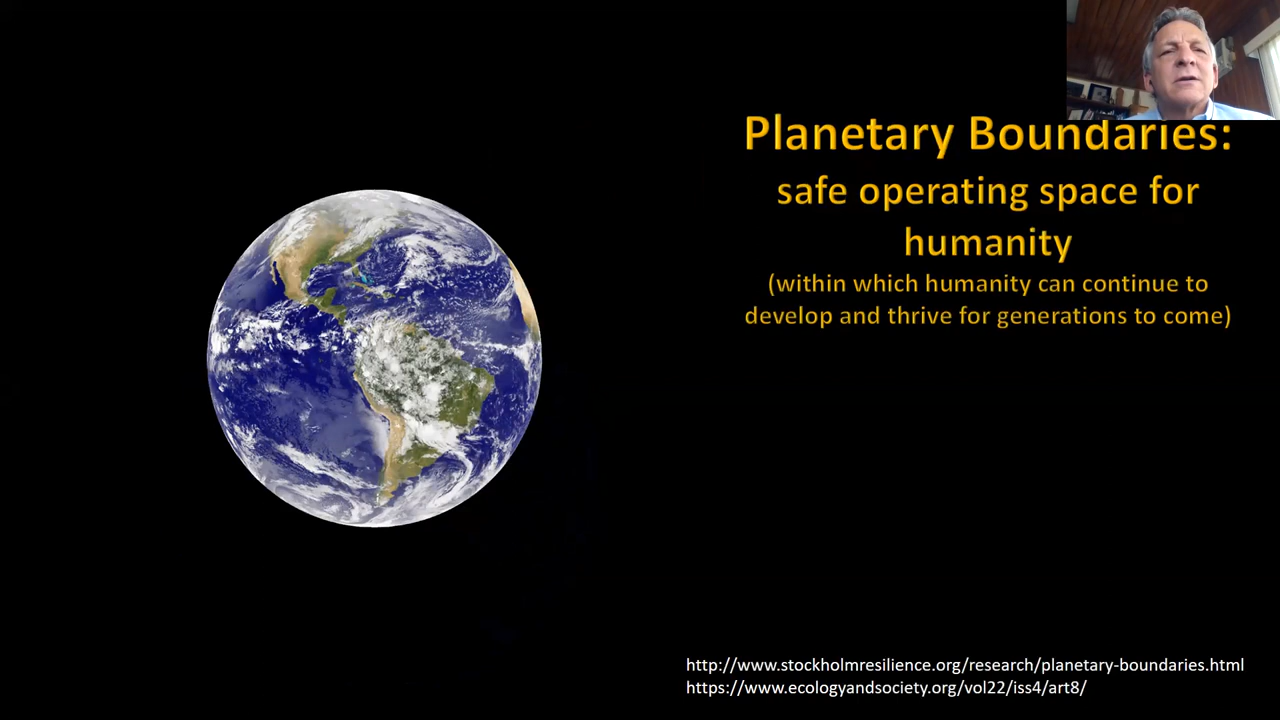 Planetary Boundaries:
safe operating space for
humanity
(within which humanity can continue to
develop and thrive for generations to come)
http://www.stockholmresilience.org/research/planetary-boundaries.html
https://www.ecologyandsociety.org/vol22/iss4/art8/